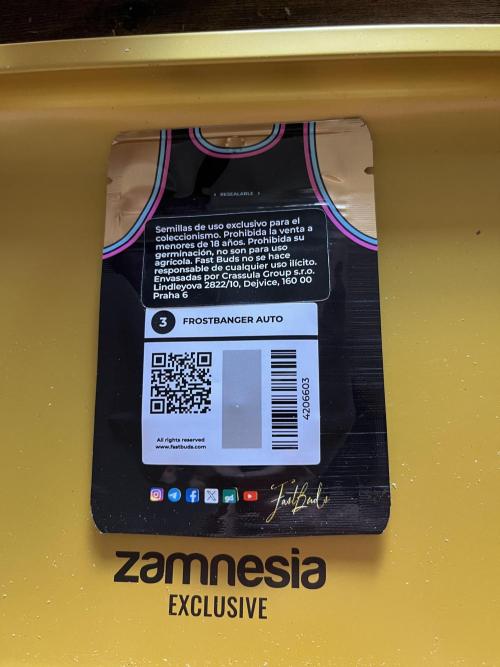 RESEALABLE
Semillas de uso exclusivo para el
coleccionismo. Prohibida la venta a
menores de 18 años. Prohibida su
germinación, no son para uso
agrícola. Fast Buds no se hace
responsable de cualquier uso ilícito.
Envasadas por Crassula Group s.r.o.
Lindleyova 2822/10, Dejvice, 160 00
Praha 6
3 FROSTBANGER AUTO
4206603
All rights reserved
www.fastbuds.com
FastBuds
zamnesia
EXCLUSIVE